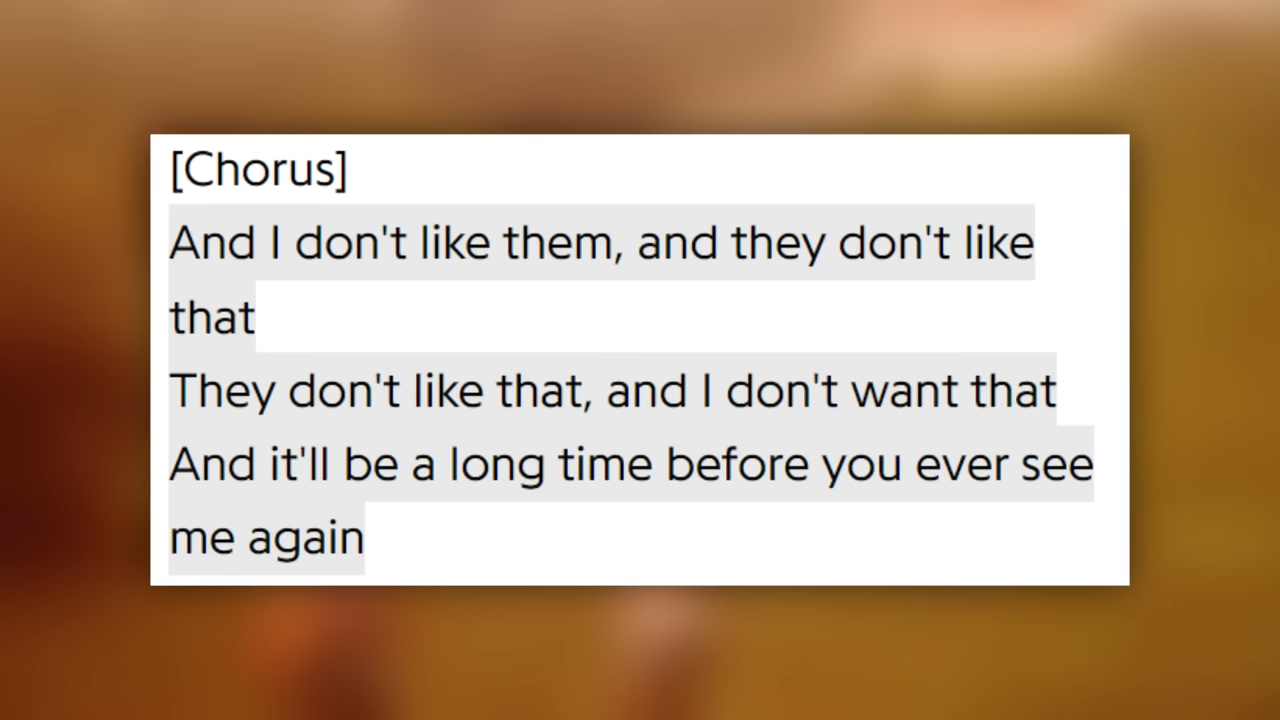 [Chorus]
And I don't like them, and they don't like
that
They don't like that, and I don't want that
And it'll be a long time before you ever see
me again